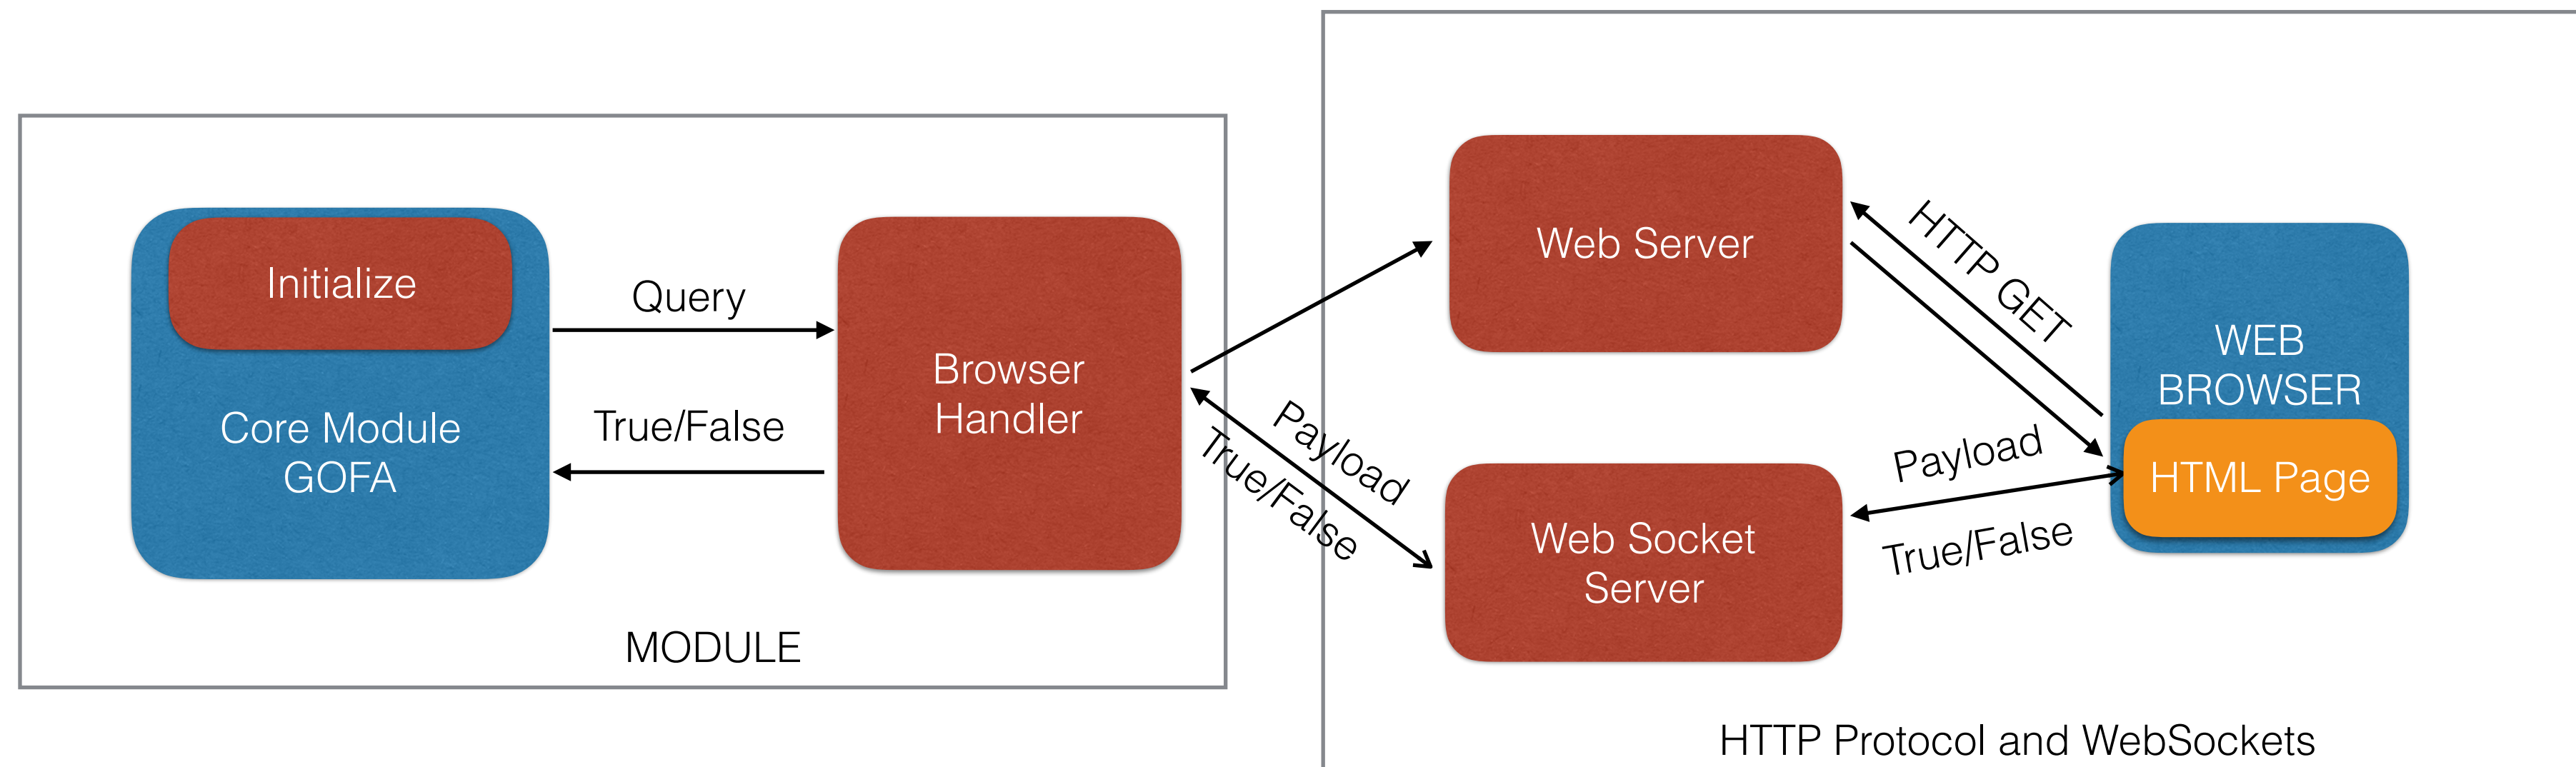 Initialize
Core Module
GOFA
Query
True/False
Browser
Handler
MODULE
Payload
True/False
Web Server
Web Socket
Server
HTTP GET
Payload
True/False
WEB
BROWSER
HTML Page
HTTP Protocol and WebSockets